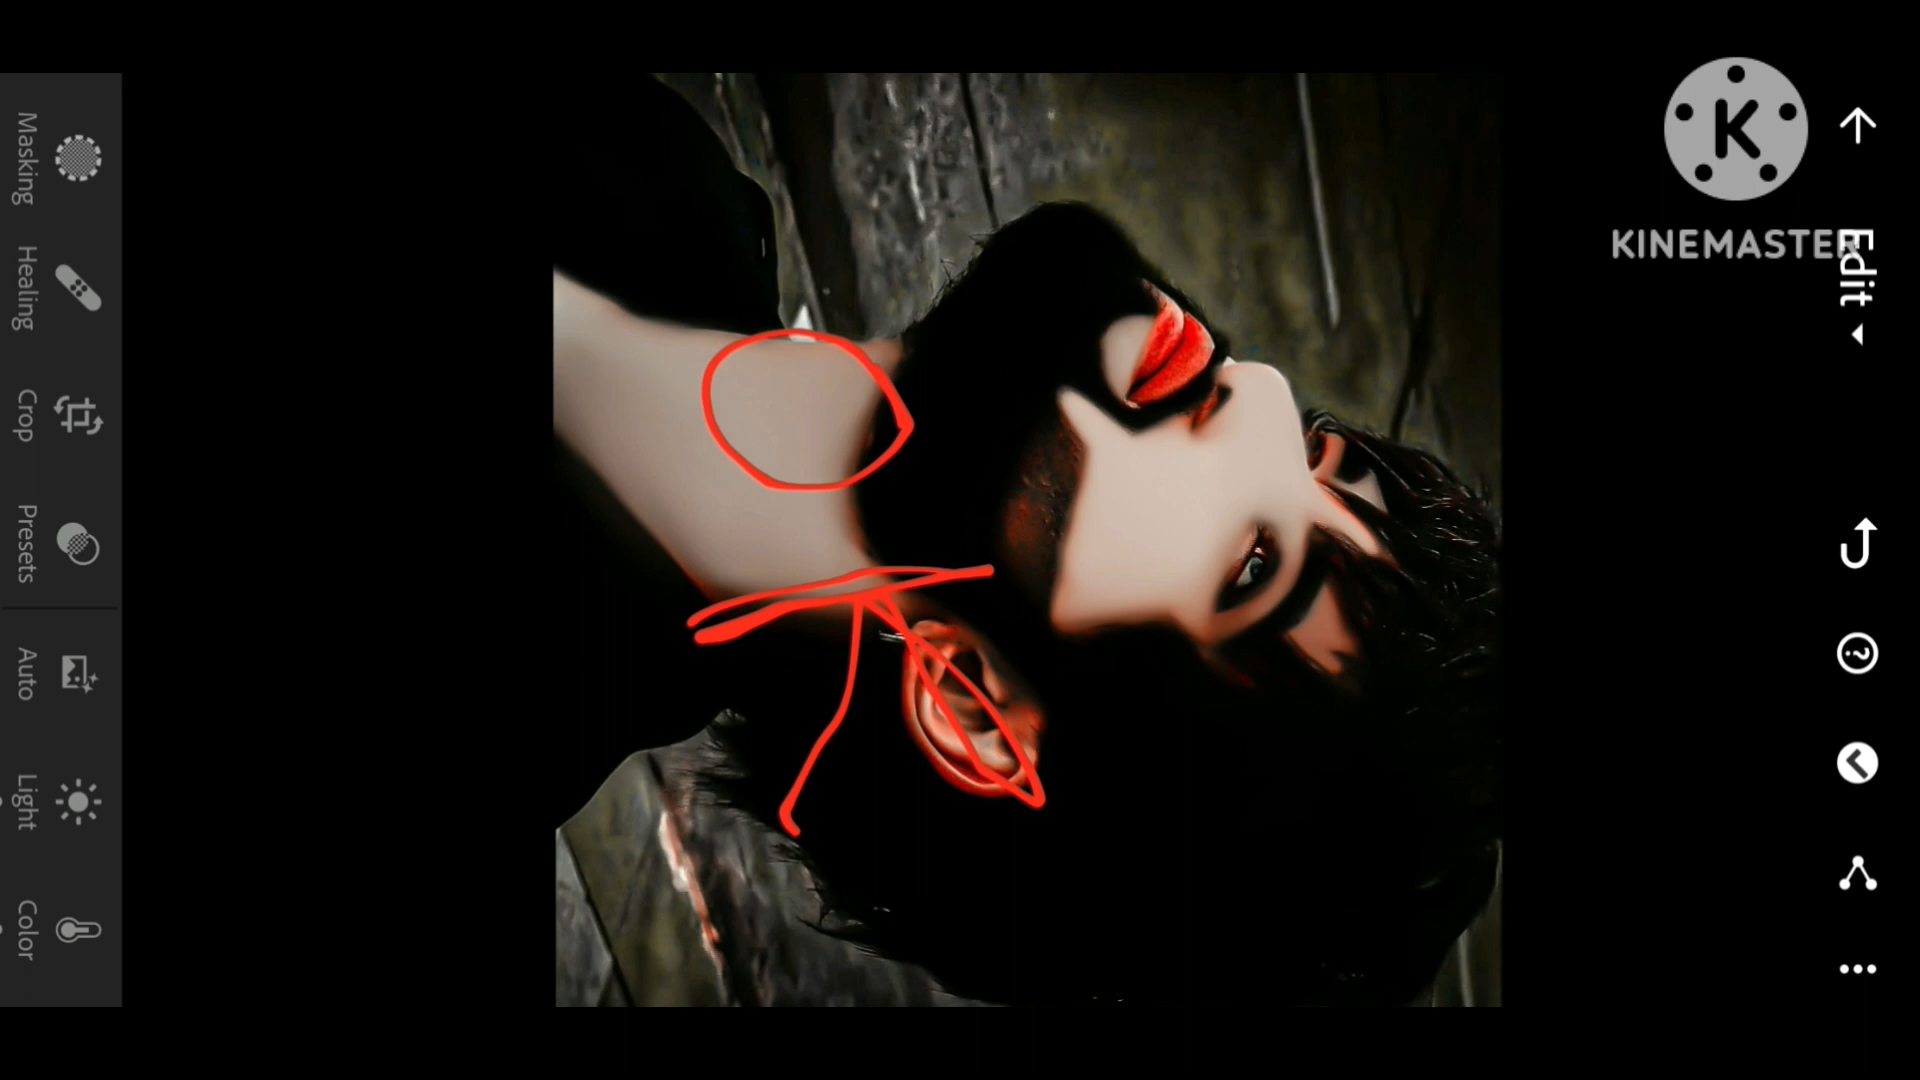 K
KINEMASTER
Edit
Masking
Healing
Crop
Presets
Auto
Light
Color